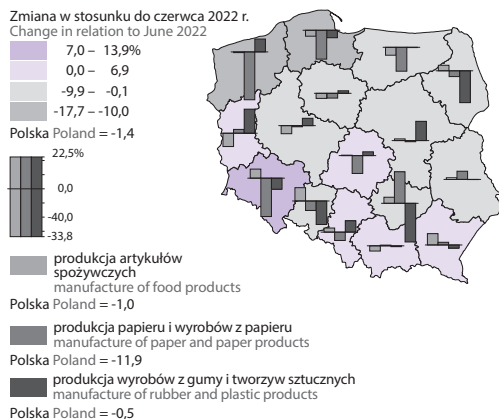 Zmiana w stosunku do czerwca 2022 r.
Change in relation to June 2022
7,0 – 13,9%
0,0 – 6,9
-9,9 – -0,1
-17,7 – -10,0
Polska Poland = -1,4
22,5%
0,0
-40,0
-33,8
produkcja artykułów
spożywczych
manufacture of food products
Polska Poland = -1,0
produkcja papieru i wyrobów z papieru
manufacture of paper and paper products
Polska Poland = -11,9
produkcja wyrobów z gumy i tworzyw sztucznych
manufacture of rubber and plastic products
Polska Poland = -0,5